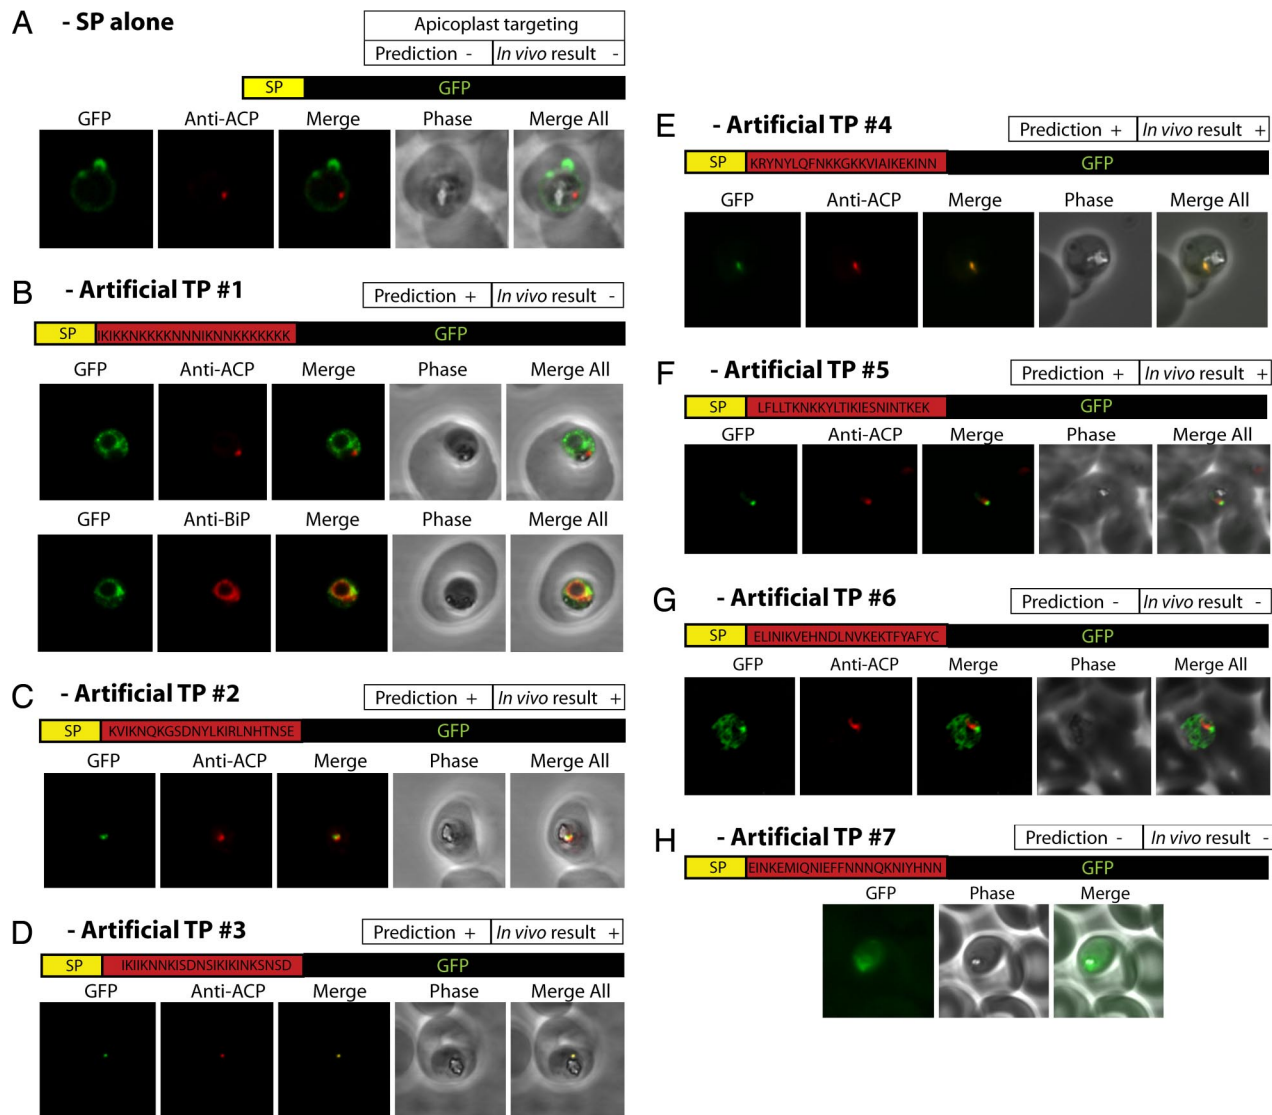 A - SP alone
Apicoplast targeting
Prediction - In vivo result -
SP GFP
GFP Anti-ACP Merge Phase Merge All
B - Artificial TP #1
Prediction + In vivo result -
SP IKIKKNKKKKNNNIKNNKKKKKKK GFP
GFP Anti-ACP Merge Phase Merge All
GFP Anti-BiP Merge Phase Merge All
C - Artificial TP #2
Prediction + In vivo result +
SP KVIKNQKGSDNYLKIRLNHTNSE GFP
GFP Anti-ACP Merge Phase Merge All
D - Artificial TP #3
Prediction + In vivo result +
SP IKIIKNNKISDNSIKIKINKSNSD GFP
GFP Anti-ACP Merge Phase Merge All
E - Artificial TP #4
Prediction + In vivo result +
SP KRYNYLQFNKKGKKVIAIKEKINN GFP
GFP Anti-ACP Merge Phase Merge All
F - Artificial TP #5
Prediction + In vivo result +
SP LFLLTKNKKYLTIKIESNINTKEK GFP
GFP Anti-ACP Merge Phase Merge All
G - Artificial TP #6
Prediction - In vivo result -
SP ELINIKVEHNDLNVKEKTFYAFYC GFP
GFP Anti-ACP Merge Phase Merge All
H - Artificial TP #7
Prediction - In vivo result -
SP EINKEMIQNIEFFNNNQKNIYHNN GFP
GFP Phase Merge